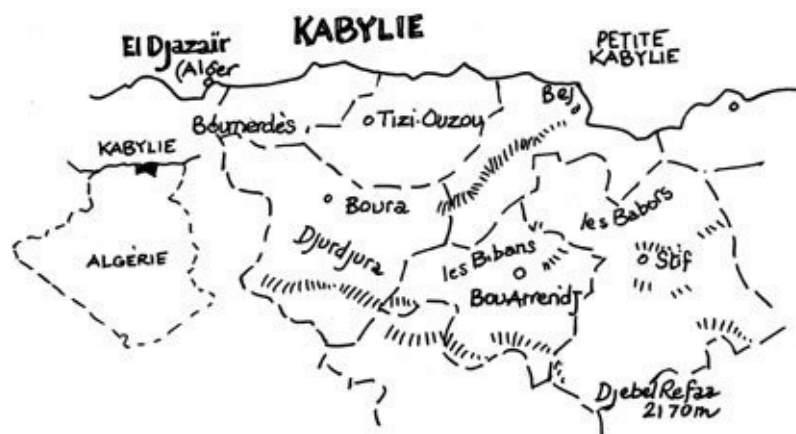 KABYLIE
El Djazaïr
(Alger
PETITE
KABYLIE
Bej
Boumerdès
Tizi-Ouzou
KABYLIE
Boura
les Babors
Djurdjura
ALGÉRIE
les Bibans
Stif
BouArrendj
Djebel Refaa
2170m